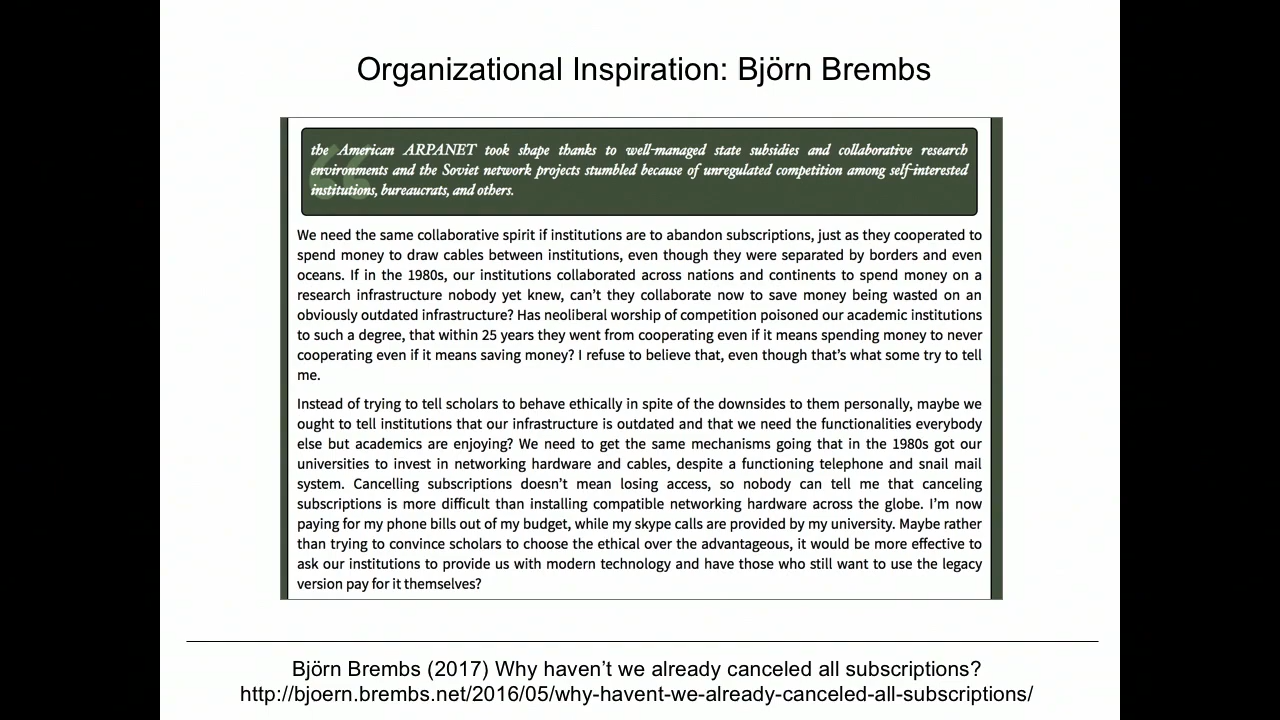 Organizational Inspiration: Björn Brembs
the American ARPANET took shape thanks to well-managed state subsidies and collaborative research
environments and the Soviet network projects stumbled because of unregulated competition among self-interested
institutions, bureaucrats, and others.
We need the same collaborative spirit if institutions are to abandon subscriptions, just as they cooperated to
spend money to draw cables between institutions, even though they were separated by borders and even
oceans. If in the 1980s, our institutions collaborated across nations and continents to spend money on a
research infrastructure nobody yet knew, can't they collaborate now to save money being wasted on an
obviously outdated infrastructure? Has neoliberal worship of competition poisoned our academic institutions
to such a degree, that within 25 years they went from cooperating even if it means spending money to never
cooperating even if it means saving money? I refuse to believe that, even though that's what some try to tell
me.
Instead of trying to tell scholars to behave ethically in spite of the downsides to them personally, maybe we
ought to tell institutions that our infrastructure is outdated and that we need the functionalities everybody
else but academics are enjoying? We need to get the same mechanisms going that in the 1980s got our
universities to invest in networking hardware and cables, despite a functioning telephone and snail mail
system. Cancelling subscriptions doesn't mean losing access, so nobody can tell me that canceling
subscriptions is more difficult than installing compatible networking hardware across the globe. I'm now
paying for my phone bills out of my budget, while my skype calls are provided by my university. Maybe rather
than trying to convince scholars to choose the ethical over the advantageous, it would be more effective to
ask our institutions to provide us with modern technology and have those who still want to use the legacy
version pay for it themselves?
Björn Brembs (2017) Why haven't we already canceled all subscriptions?
http://bjoern.brembs.net/2016/05/why-havent-we-already-canceled-all-subscriptions/